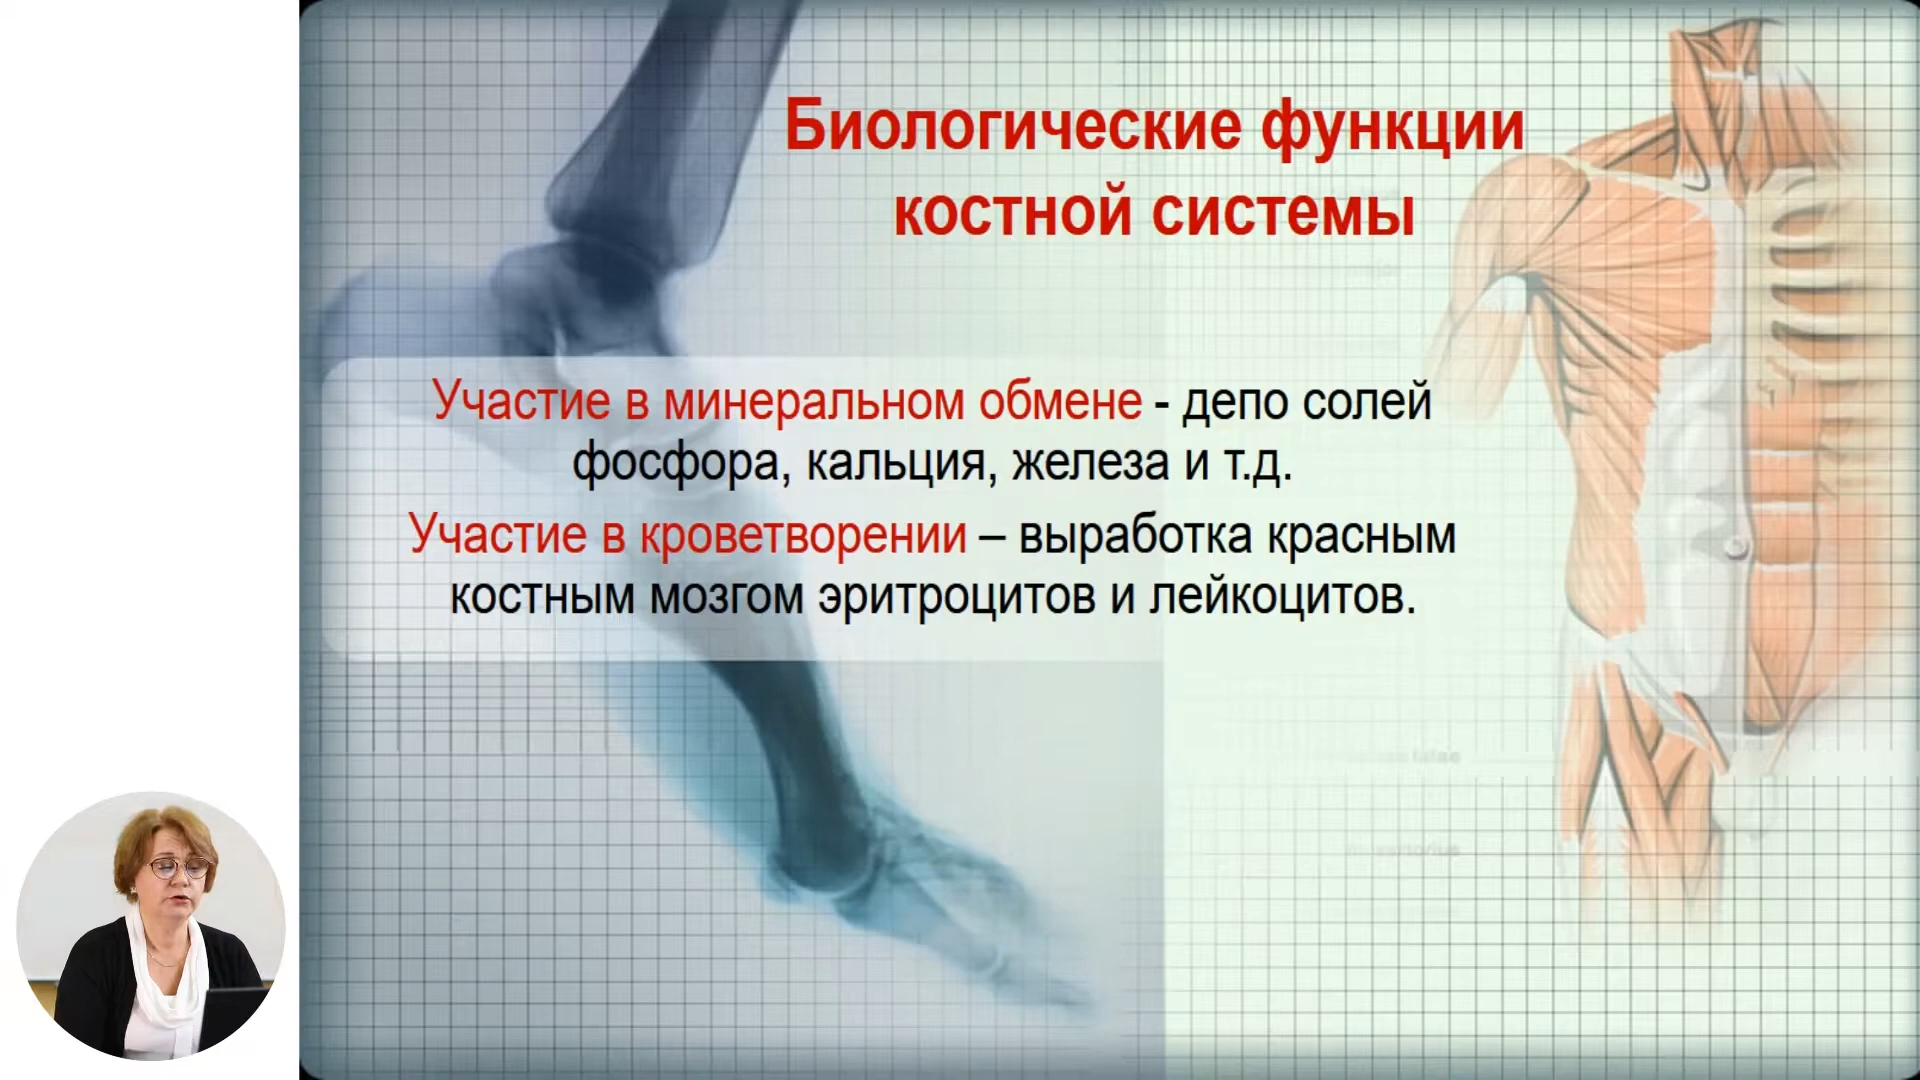 Биологические функции
костной системы
Участие в минеральном обмене - депо солей
фосфора, кальция, железа и т.д.
Участие в кроветворении – выработка красным
костным мозгом эритроцитов и лейкоцитов.